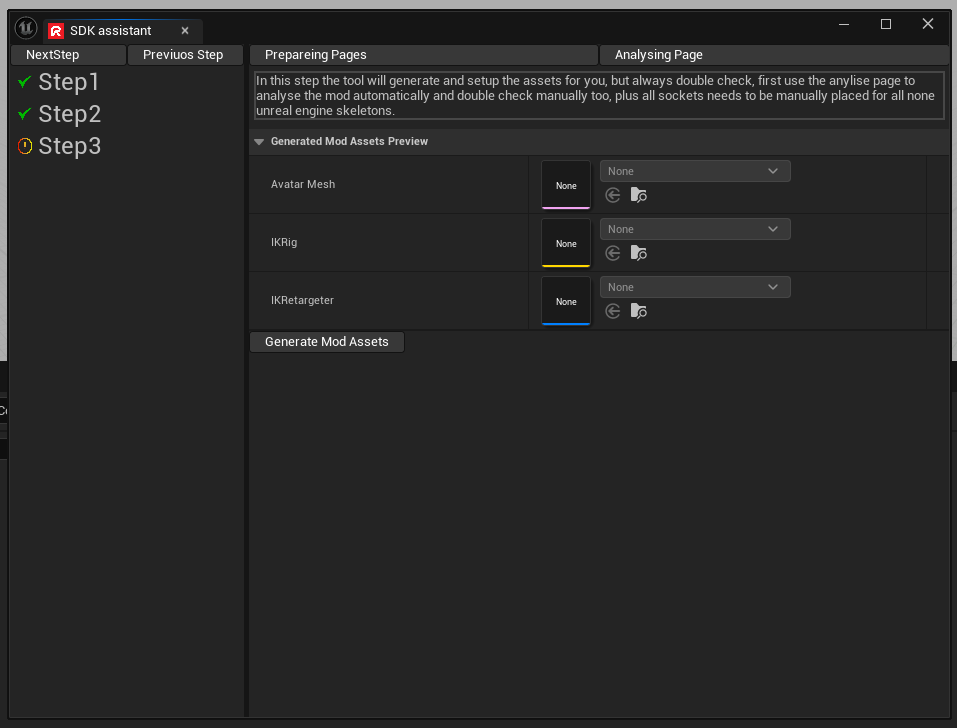 SDK assistant
NextStep
Previuos Step
Prepareing Pages
Analysing Page
Step1
Step2
Step3
In this step the tool will generate and setup the assets for you, but always double check, first use the anylise page to
analyse the mod automatically and double check manually too, plus all sockets needs to be manually placed for all none
unreal engine skeletons.
Generated Mod Assets Preview
Avatar Mesh
None
None
IKRig
None
None
IKRetargeter
None
None
Generate Mod Assets